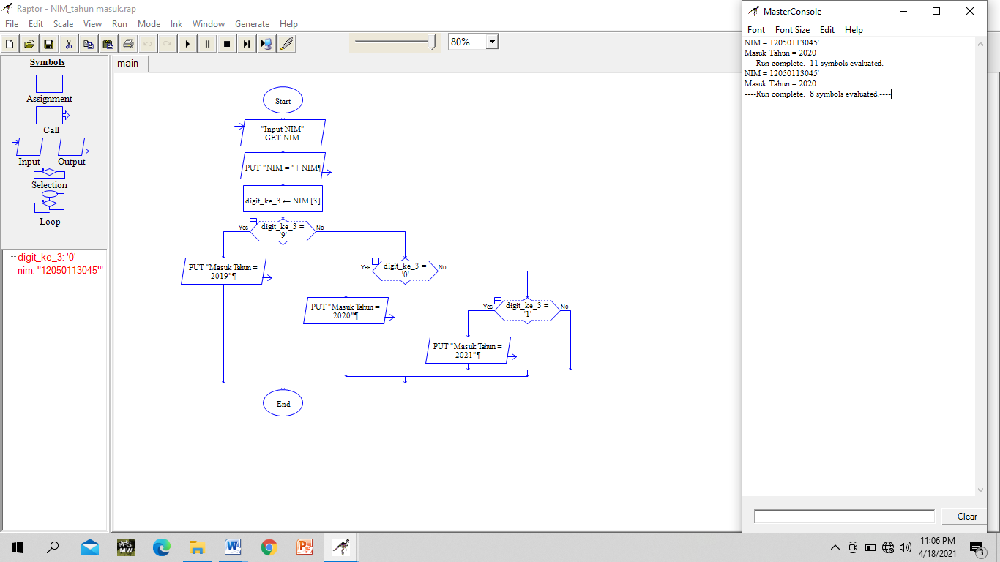 Raptor - NIM_tahun masuk.rap
File Edit Scale View Run Mode Ink Window Generate Help
80%
Symbols
Assignment
Call
Input Output
Selection
Loop
digit_ke_3: '0'
nim: "12050113045'"
main
Start
"Input NIM"
GET NIM
PUT "NIM = "+ NIM¶
digit_ke_3 ← NIM [3]
Yes
digit_ke_3 =
'9'
No
PUT "Masuk Tahun =
2019"¶
Yes
digit_ke_3 =
'0'
No
PUT "Masuk Tahun =
2020"¶
Yes
digit_ke_3 =
'1'
No
PUT "Masuk Tahun =
2021"¶
End
MasterConsole
Font Font Size Edit Help
NIM = 12050113045'
Masuk Tahun = 2020
----Run complete. 11 symbols evaluated.----
NIM = 12050113045'
Masuk Tahun = 2020
----Run complete. 8 symbols evaluated.----
Clear
NFS
MW
11:06 PM
4/18/2021
3